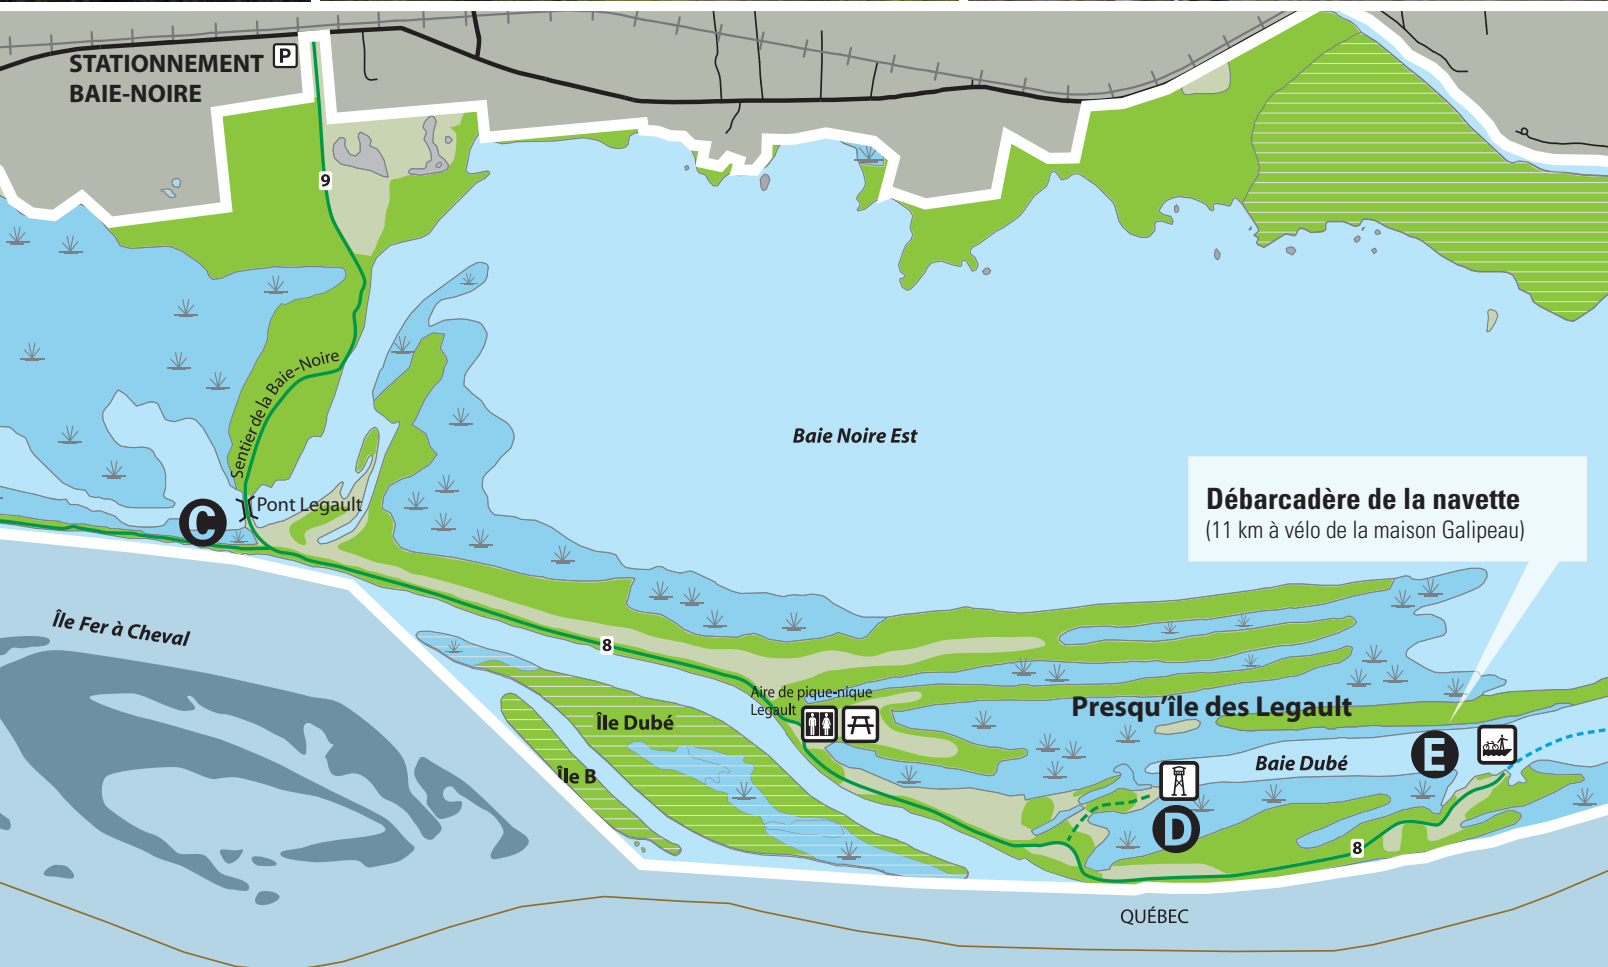 STATIONNEMENT
BAIE-NOIRE
P
9
Sentier de la Baie-Noire
Baie Noire Est
C
Pont Legault
Débarcadère de la navette
(11 km à vélo de la maison Galipeau)
Île Fer à Cheval
8
Aire de pique-nique
Legault
Île Dubé
Presqu'île des Legault
Île B
Baie Dubé
E
D
8
QUÉBEC